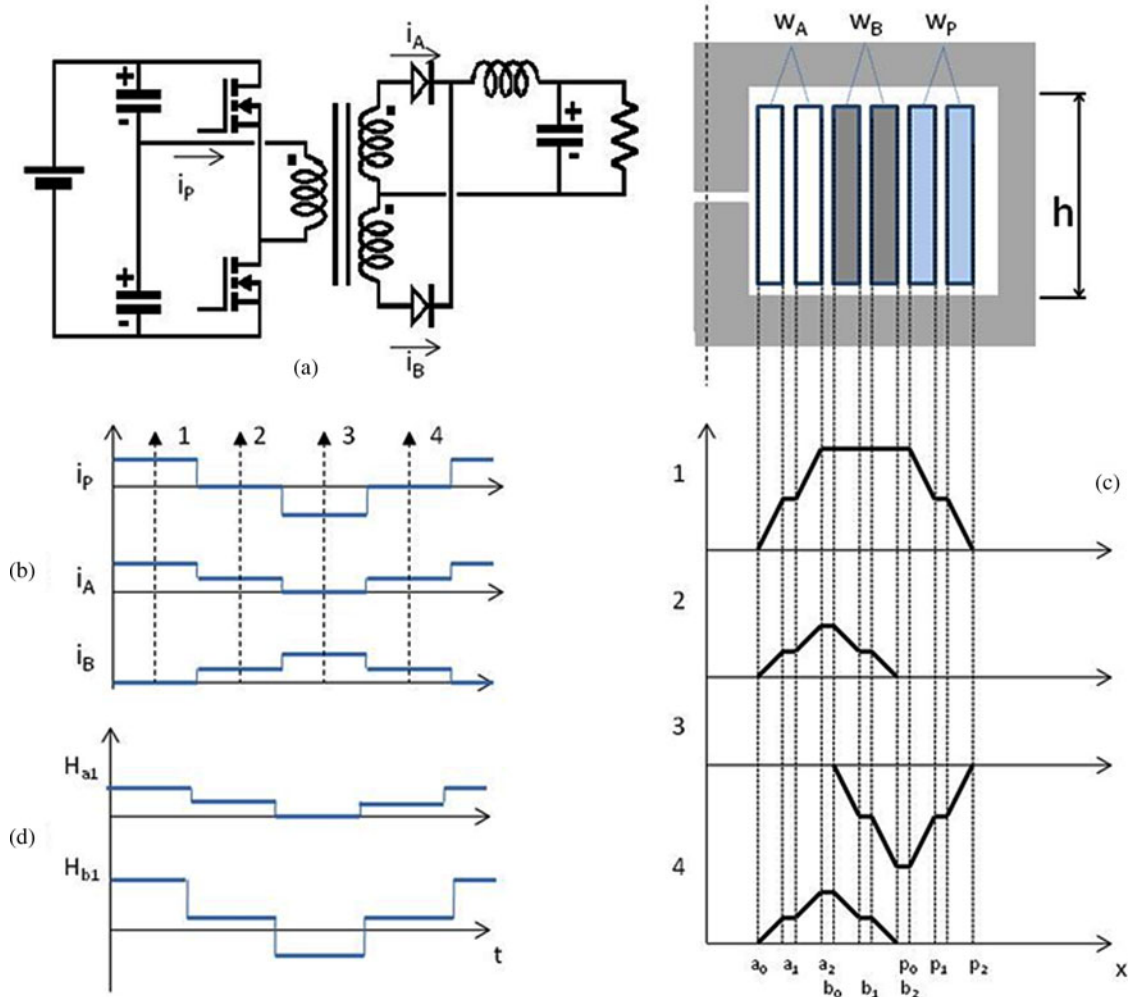 i_A
+
-
i_P
+
-
+
-
i_B
(a)
w_A w_B w_P
h
1 2 3 4
i_P
(b)
i_A
i_B
H_a1
(d)
H_b1
t
1
(c)
2
3
4
a_0 a_1 a_2 p_0 p_1 p_2 x
b_0 b_1 b_2